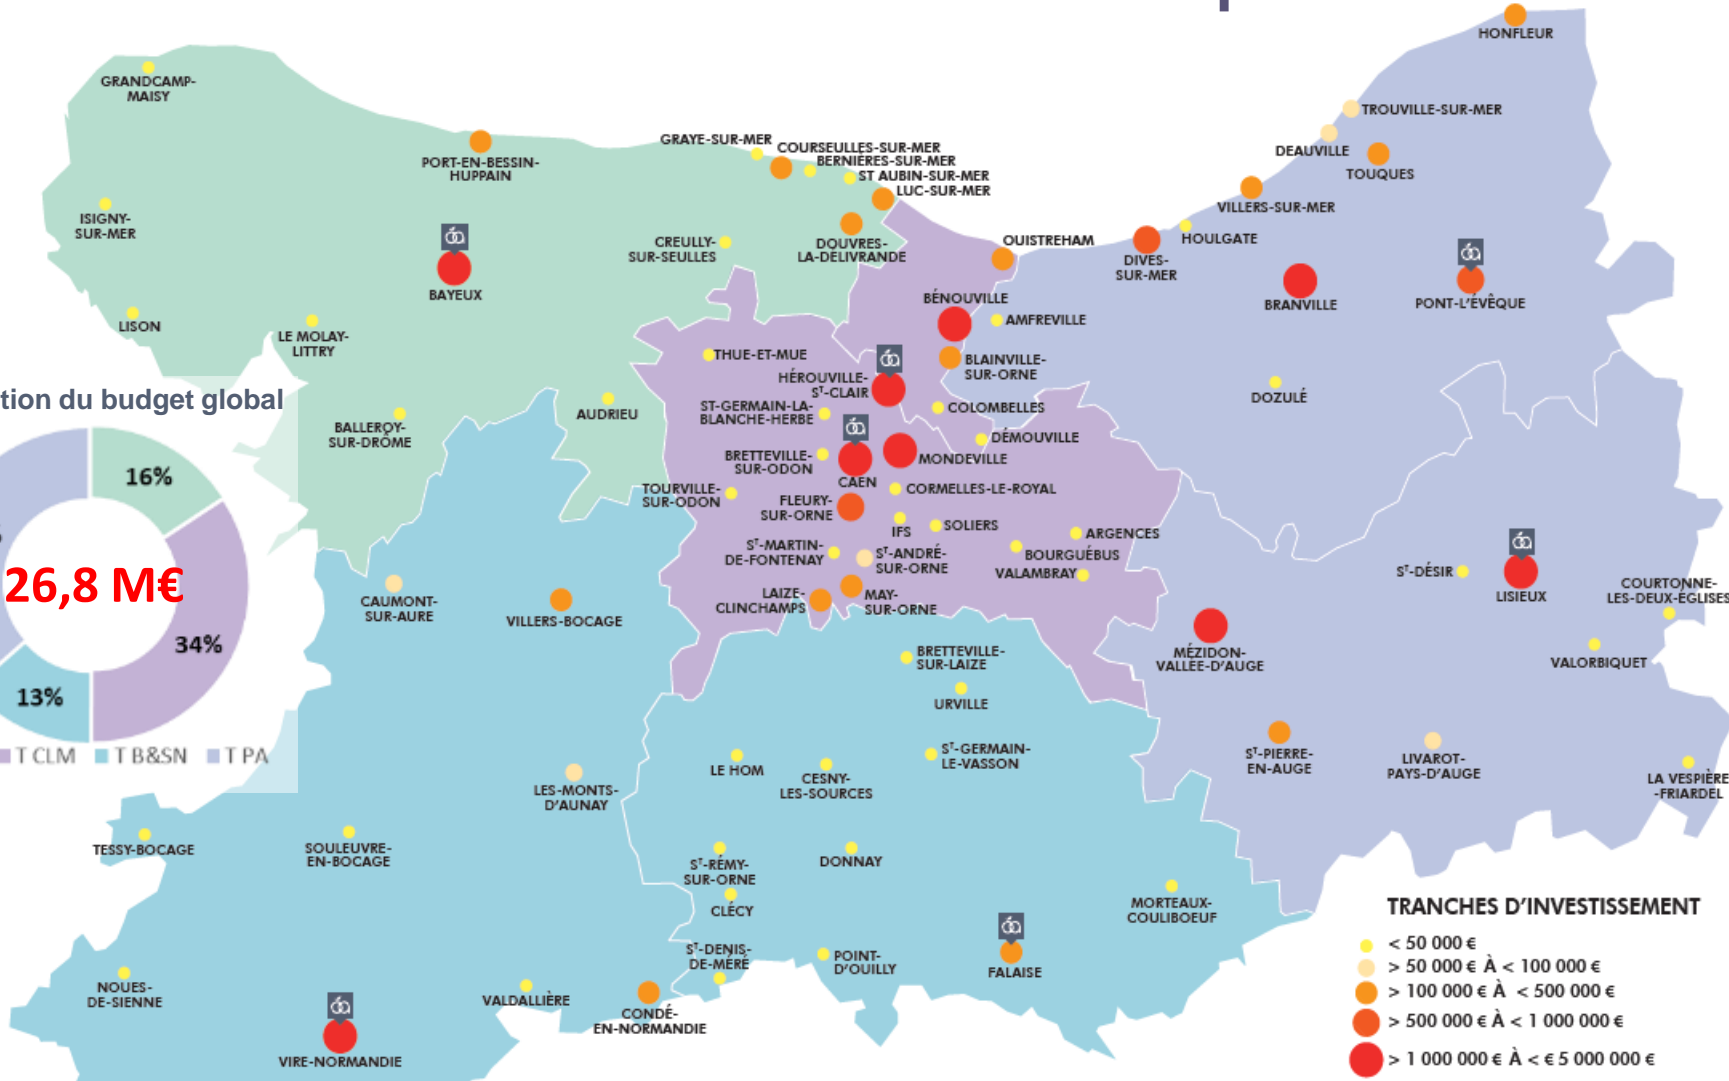 HONFLEUR
GRANDCAMP-
MAISY
TROUVILLE-SUR-MER
GRAYE-SUR-MER
COURSEULLES-SUR-MER
DEAUVILLE
BERNIÈRES-SUR-MER
PORT-EN-BESSIN-
HUPPAIN
TOUQUES
ST AUBIN-SUR-MER
LUC-SUR-MER
VILLERS-SUR-MER
ISIGNY-
SUR-MER
HOULGATE
OUISTREHAM
CREULLY-
SUR-SEULLES
DOUVRES-
LA-DÉLIVRANDE
DIVES-
SUR-MER
BAYEUX
BÉNOUVILLE
BRANVILLE
PONT-L'ÉVÊQUE
AMFREVILLE
LISON
LE MOLAY-
LITTRY
THUE-ET-MUE
BLAINVILLE-
SUR-ORNE
HÉROUVILLE-
Sᵀ-CLAIR
DOZULÉ
tion du budget global
AUDRIEU
ST-GERMAIN-LA-
BLANCHE-HERBE
COLOMBELLES
BALLEROY-
SUR-DRÔME
DÉMOUVILLE
BRETTEVILLE-
SUR-ODON
MONDEVILLE
16%
CAEN
TOURVILLE-
SUR-ODON
CORMELLES-LE-ROYAL
FLEURY-
SUR-ORNE
IFS
SOLIERS
ARGENCES
Sᵀ-MARTIN-
DE-FONTENAY
Sᵀ-ANDRÉ-
SUR-ORNE
BOURGUÉBUS
VALAMBRAY
Sᵀ-DÉSIR
LISIEUX
COURTONNE-
LES-DEUX-ÉGLISES
26,8 M€
CAUMONT-
SUR-AURE
VILLERS-BOCAGE
LAIZE-
CLINCHAMPS
MAY-
SUR-ORNE
34%
BRETTEVILLE-
SUR-LAIZE
MÉZIDON-
VALLÉE-D'AUGE
VALORBIQUET
13%
URVILLE
T CLM T B&SN T PA
LE HOM
CESNY-
LES-SOURCES
Sᵀ-GERMAIN-
LE-VASSON
Sᵀ-PIERRE-
EN-AUGE
LIVAROT-
PAYS-D'AUGE
LA VESPIÈRE
-FRIARDEL
LES-MONTS-
D'AUNAY
TESSY-BOCAGE
SOULEUVRE-
EN-BOCAGE
Sᵀ-RÉMY-
SUR-ORNE
DONNAY
CLÉCY
MORTEAUX-
COULIBOEUF
Sᵀ-DENIS-
DE-MÉRÉ
POINT-
D'OUILLY
FALAISE
NOUES-
DE-SIENNE
VALDALLIÈRE
CONDÉ-
EN-NORMANDIE
VIRE-NORMANDIE
TRANCHES D'INVESTISSEMENT
< 50 000 €
> 50 000 € À < 100 000 €
> 100 000 € À < 500 000 €
> 500 000 € À < 1 000 000 €
> 1 000 000 € À < € 5 000 000 €